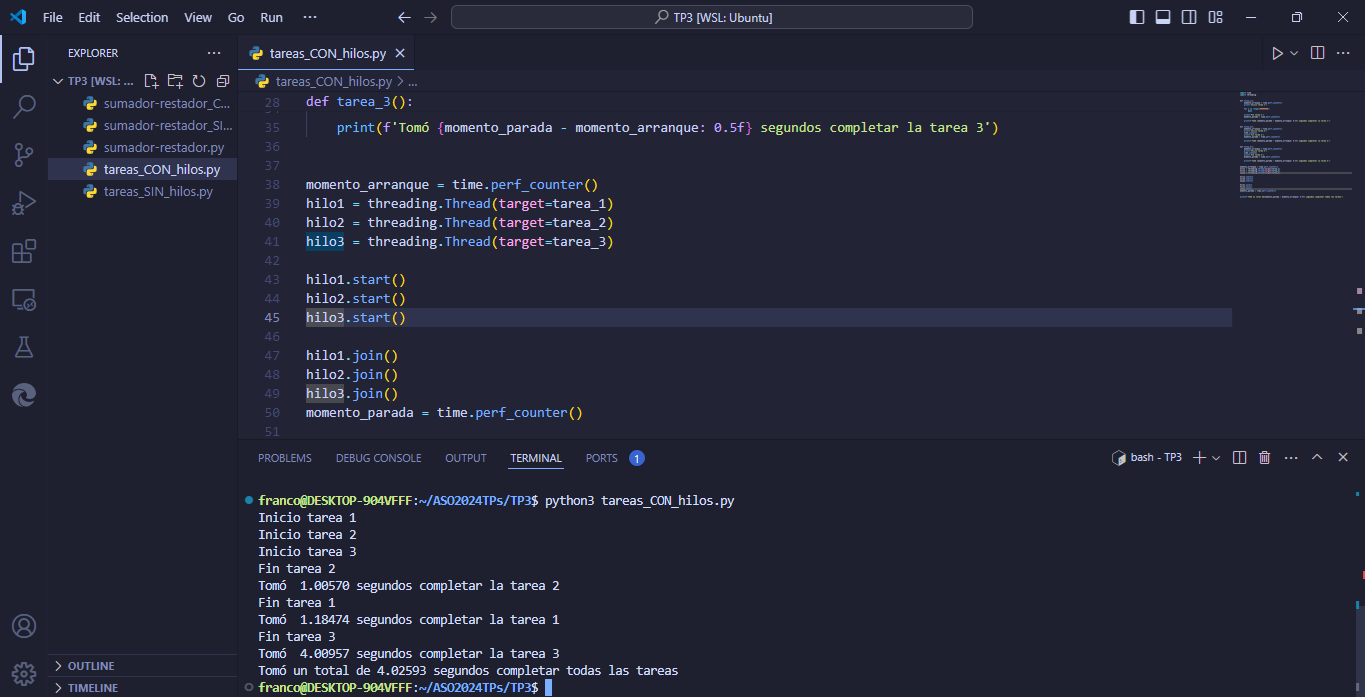 File Edit Selection View Go Run ···
TP3 [WSL: Ubuntu]
EXPLORER ···
TP3 [WSL: ...
sumador-restador_C...
sumador-restador_SI...
sumador-restador.py
tareas_CON_hilos.py
tareas_SIN_hilos.py
OUTLINE
TIMELINE
tareas_CON_hilos.py
tareas_CON_hilos.py > ...
28 def tarea_3():
35 print(f'Tomó {momento_parada - momento_arranque: 0.5f} segundos completar la tarea 3')
36
37
38 momento_arranque = time.perf_counter()
39 hilo1 = threading.Thread(target=tarea_1)
40 hilo2 = threading.Thread(target=tarea_2)
41 hilo3 = threading.Thread(target=tarea_3)
42
43 hilo1.start()
44 hilo2.start()
45 hilo3.start()
46
47 hilo1.join()
48 hilo2.join()
49 hilo3.join()
50 momento_parada = time.perf_counter()
51
PROBLEMS DEBUG CONSOLE OUTPUT TERMINAL PORTS 1
bash - TP3
franco@DESKTOP-904VFFF:~/ASO2024TPs/TP3$ python3 tareas_CON_hilos.py
Inicio tarea 1
Inicio tarea 2
Inicio tarea 3
Fin tarea 2
Tomó  1.00570 segundos completar la tarea 2
Fin tarea 1
Tomó  1.18474 segundos completar la tarea 1
Fin tarea 3
Tomó  4.00957 segundos completar la tarea 3
Tomó un total de 4.02593 segundos completar todas las tareas
franco@DESKTOP-904VFFF:~/ASO2024TPs/TP3$